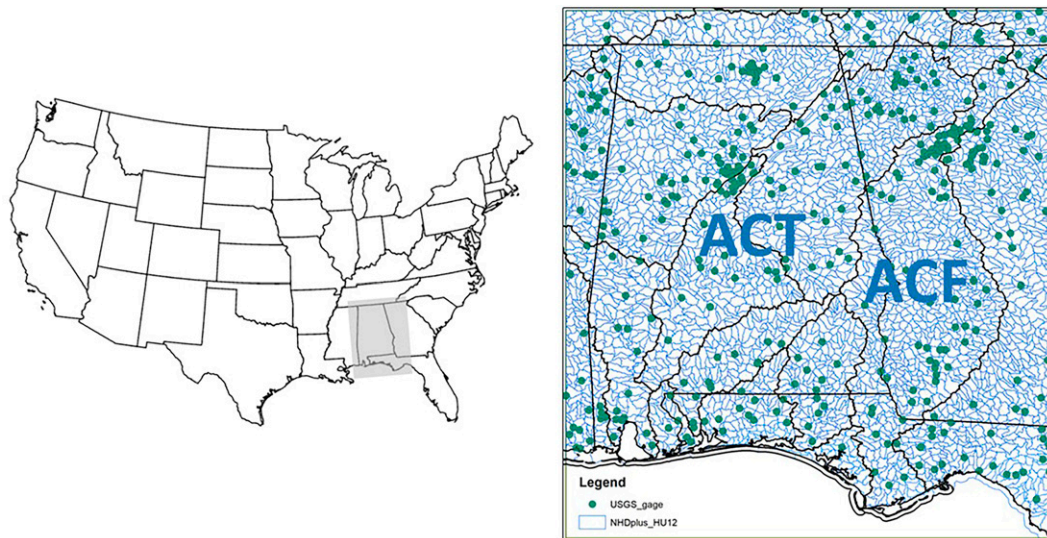 ACT
ACF
Legend
USGS_gage
NHDplus_HU12